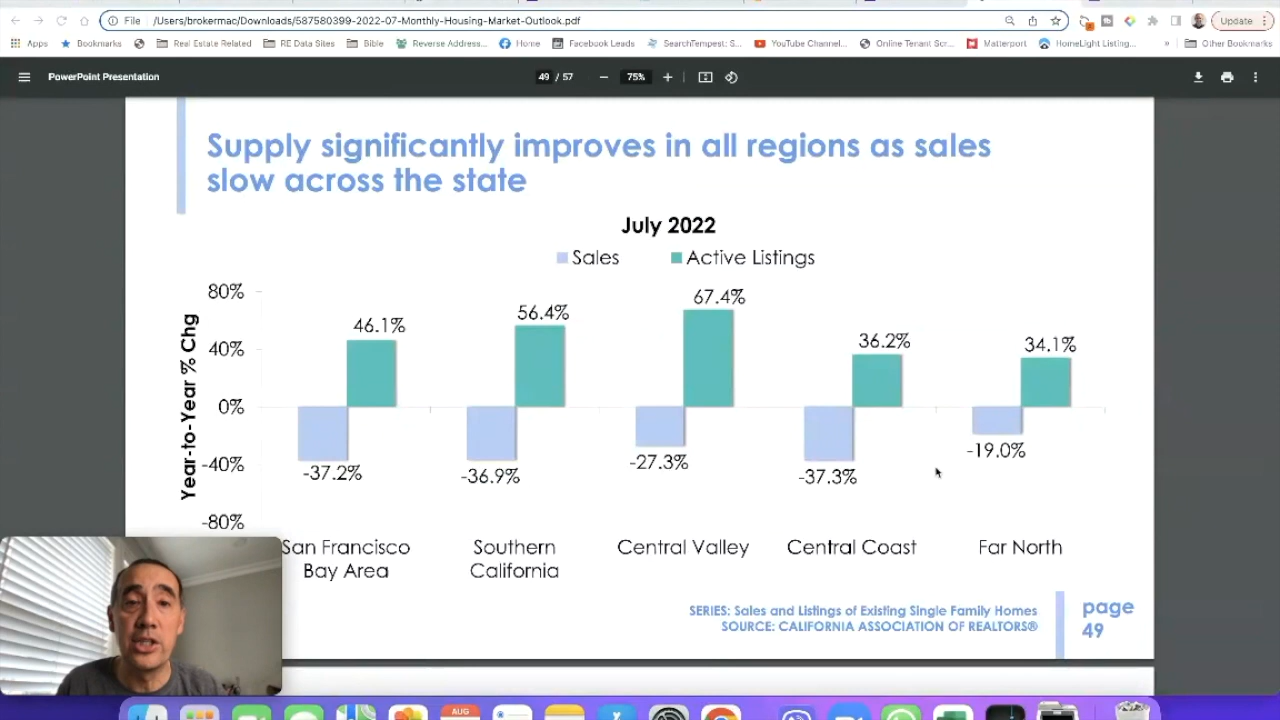 File
/Users/brokermac/Downloads/587580399-2022-07-Monthly-Housing-Market-Outlook.pdf
Update
Apps
Bookmarks
Real Estate Related
RE Data Sites
Bible
Reverse Address...
Home
Facebook Leads
SearchTempest: S...
YouTube Channel...
Online Tenant Scr...
Matterport
HomeLight Listing...
»
Other Bookmarks
PowerPoint Presentation
49 / 57
75%
Supply significantly improves in all regions as sales
slow across the state
July 2022
Sales
Active Listings
Year-to-Year % Chg
80%
40%
0%
-40%
-80%
46.1%
56.4%
67.4%
36.2%
34.1%
-37.2%
-36.9%
-27.3%
-37.3%
-19.0%
San Francisco
Bay Area
Southern
California
Central Valley
Central Coast
Far North
SERIES: Sales and Listings of Existing Single Family Homes
SOURCE: CALIFORNIA ASSOCIATION OF REALTORS®
page
49
AUG